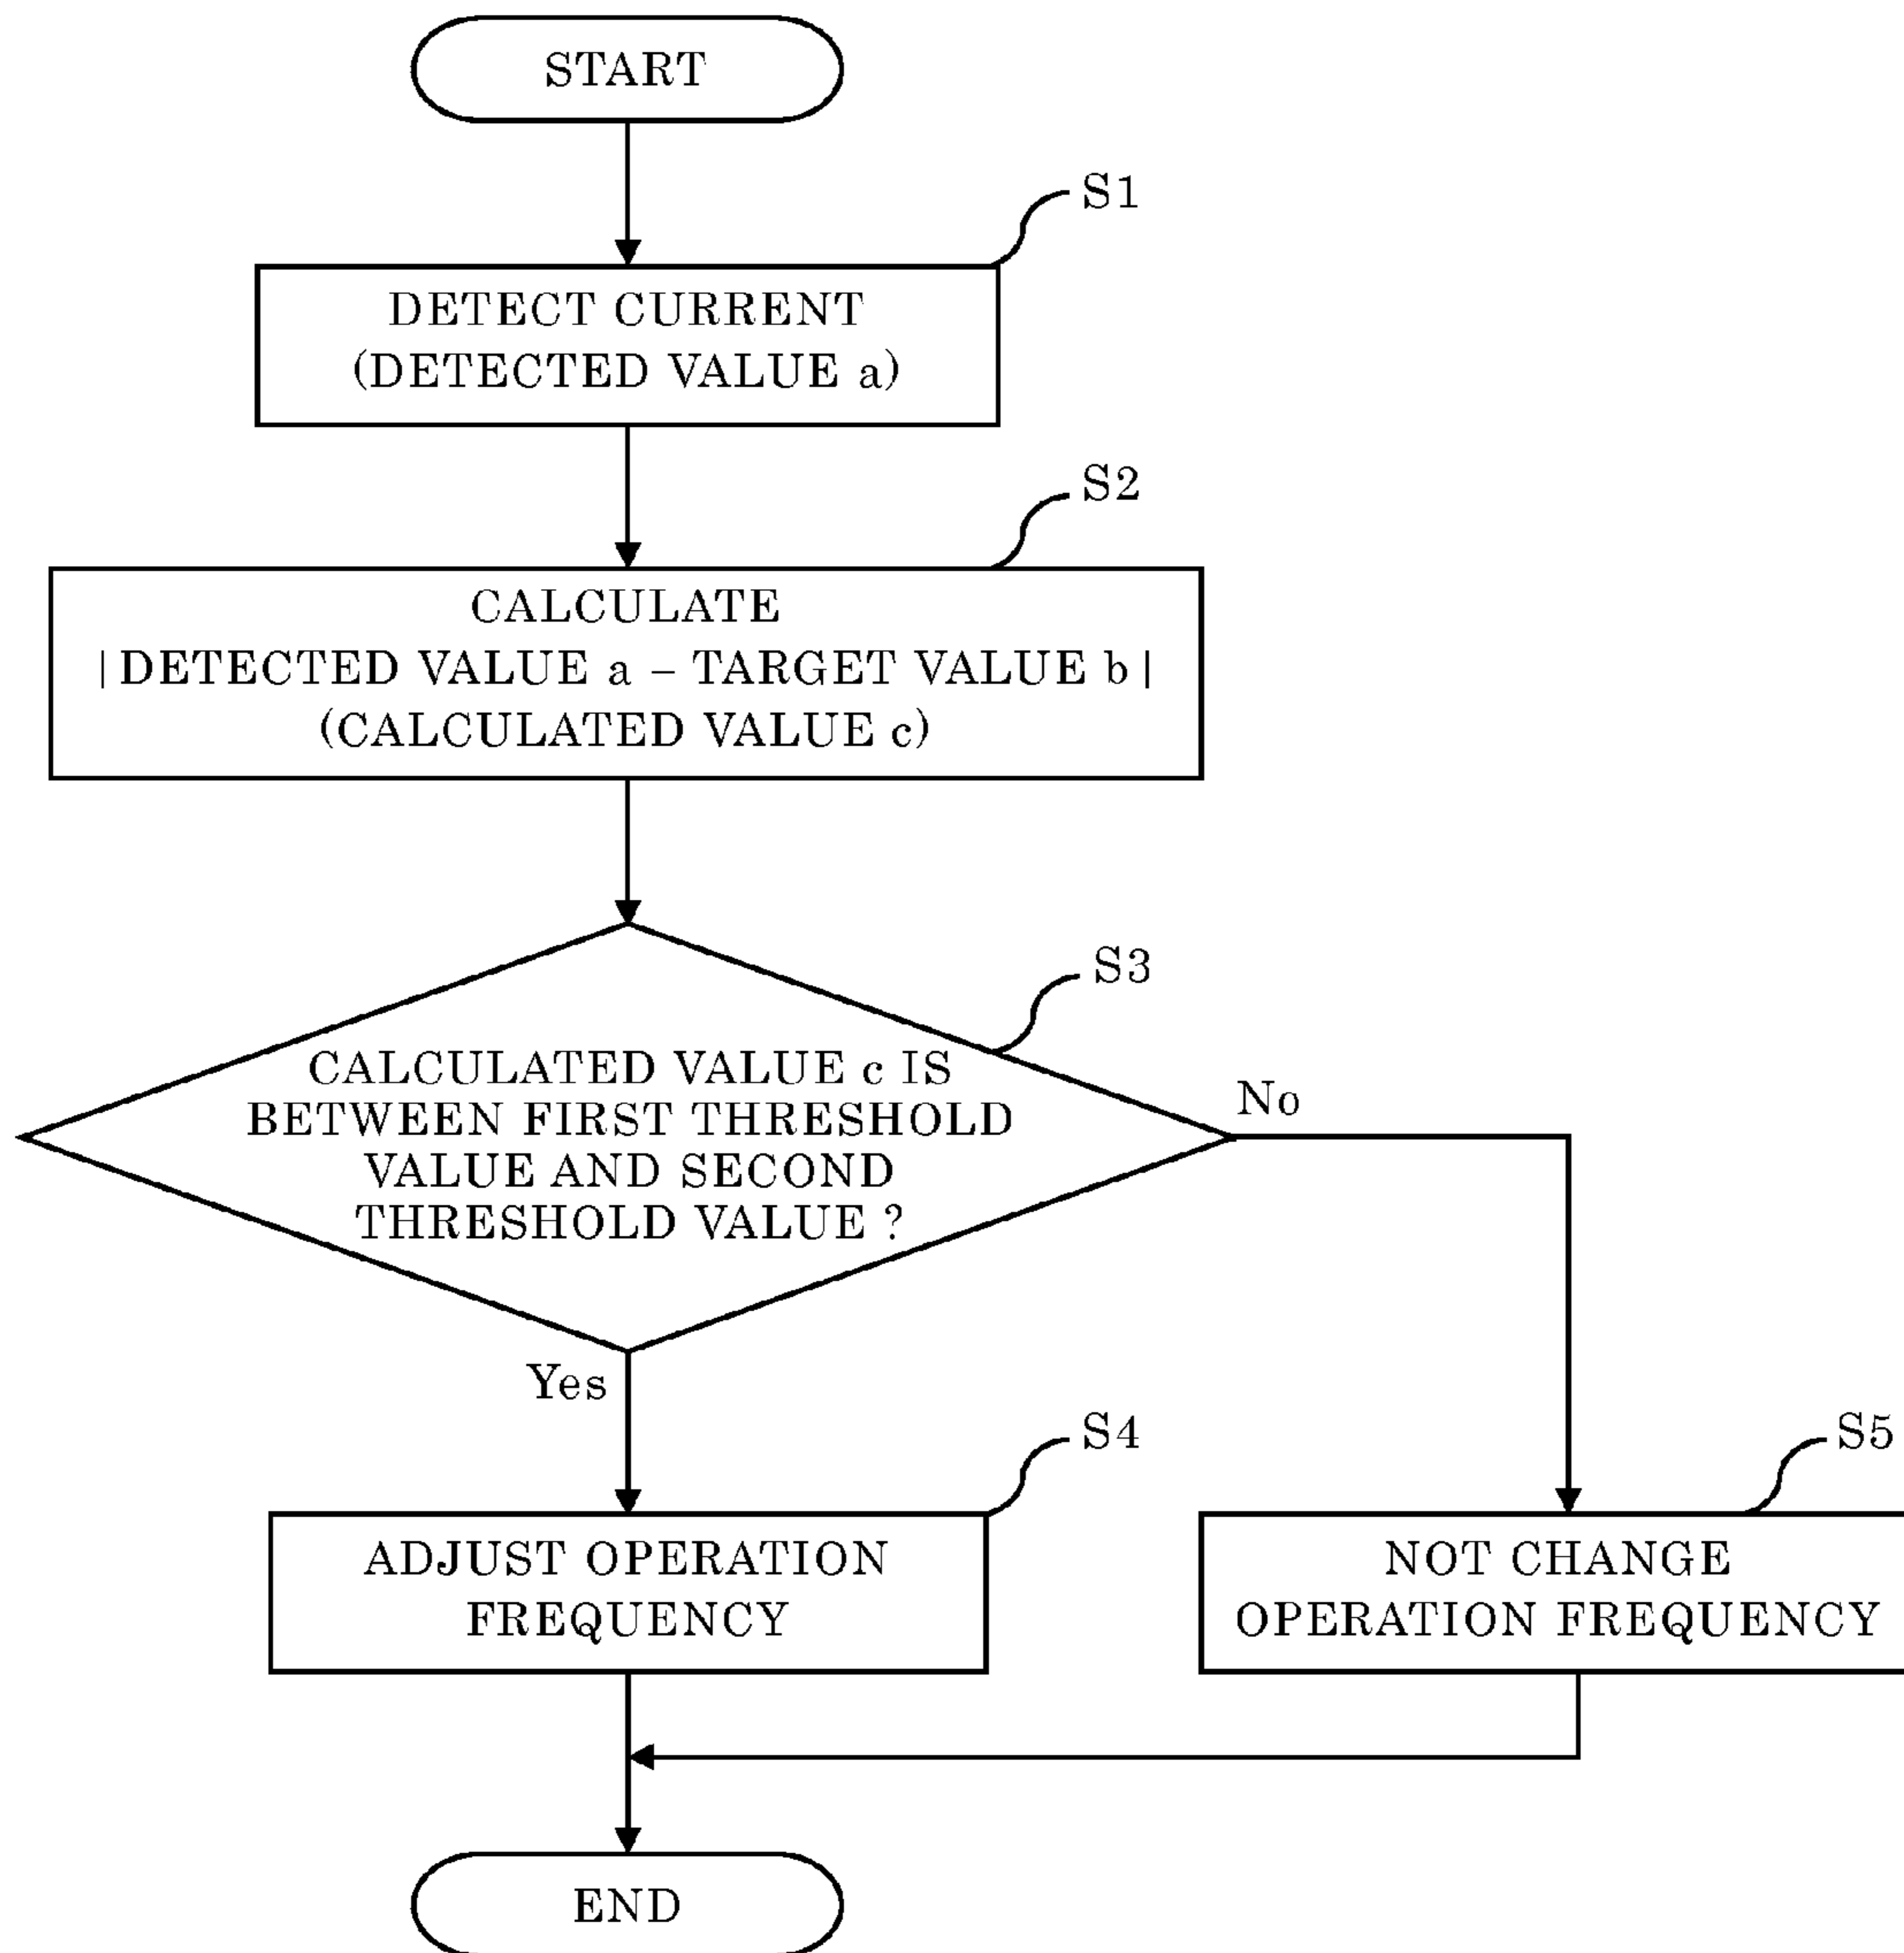 START
S1
DETECT CURRENT
(DETECTED VALUE a)
S2
CALCULATE
|DETECTED VALUE a – TARGET VALUE b|
(CALCULATED VALUE c)
S3
CALCULATED VALUE c IS
BETWEEN FIRST THRESHOLD
VALUE AND SECOND
THRESHOLD VALUE ?
No
Yes
S4
ADJUST OPERATION
FREQUENCY
S5
NOT CHANGE
OPERATION FREQUENCY
END